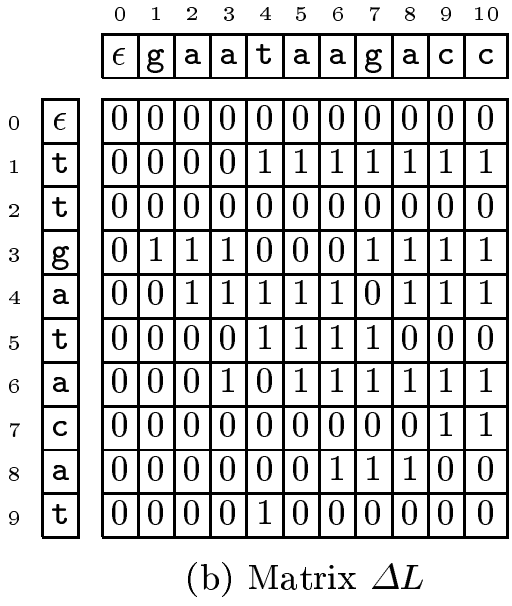 0 1 2 3 4 5 6 7 8 9 10
ϵ g a a t a a g a c c
0 ϵ 0 0 0 0 0 0 0 0 0 0 0
1 t 0 0 0 0 1 1 1 1 1 1 1
2 t 0 0 0 0 0 0 0 0 0 0 0
3 g 0 1 1 1 0 0 0 1 1 1 1
4 a 0 0 1 1 1 1 1 0 1 1 1
5 t 0 0 0 0 1 1 1 1 0 0 0
6 a 0 0 0 1 0 1 1 1 1 1 1
7 c 0 0 0 0 0 0 0 0 0 1 1
8 a 0 0 0 0 0 0 1 1 1 0 0
9 t 0 0 0 0 1 0 0 0 0 0 0
(b) Matrix ΔL